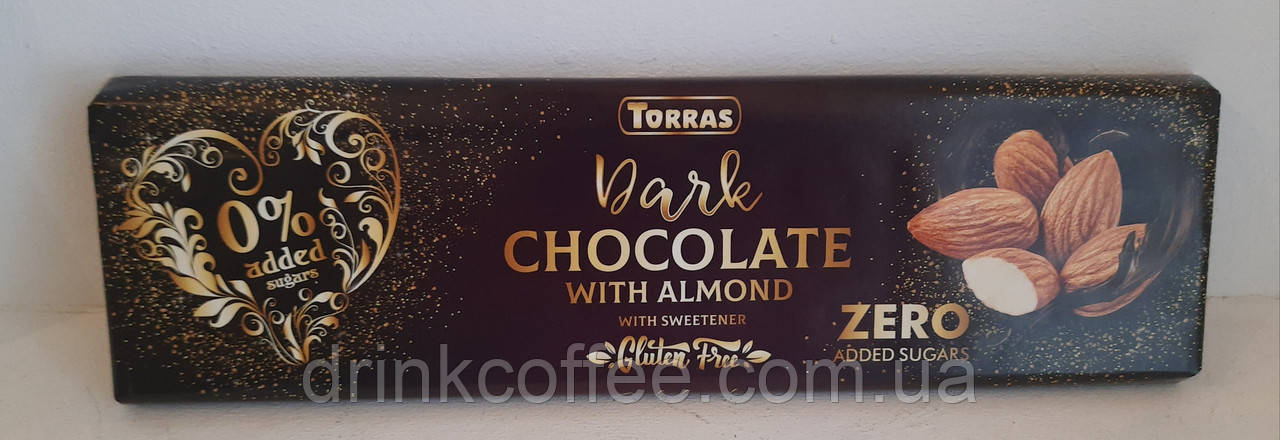 TORRAS
0%
added
sugars
Dark
CHOCOLATE
WITH ALMOND
WITH SWEETENER
Gluten Free
ZERO
ADDED SUGARS
drinkcoffee.com.ua